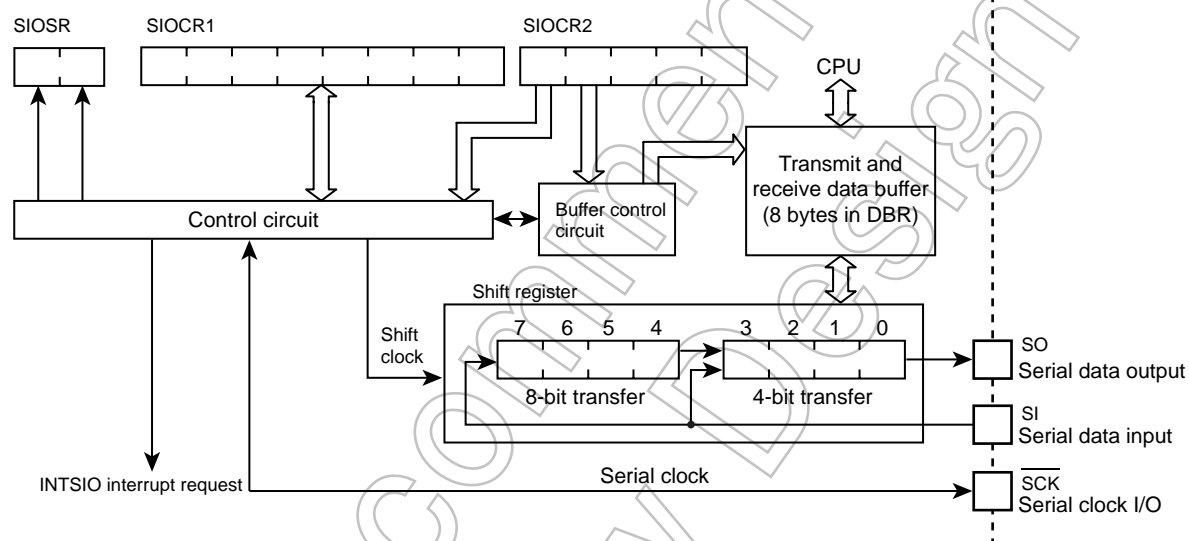 SIOSR
SIOCR1
SIOCR2
CPU
Transmit and
receive data buffer
(8 bytes in DBR)
Control circuit
Buffer control
circuit
Shift register
Shift
clock
7 6 5 4 3 2 1 0
8-bit transfer
4-bit transfer
SO
Serial data output
SI
Serial data input
INTSIO interrupt request
Serial clock
SCK
Serial clock I/O
commen
Design